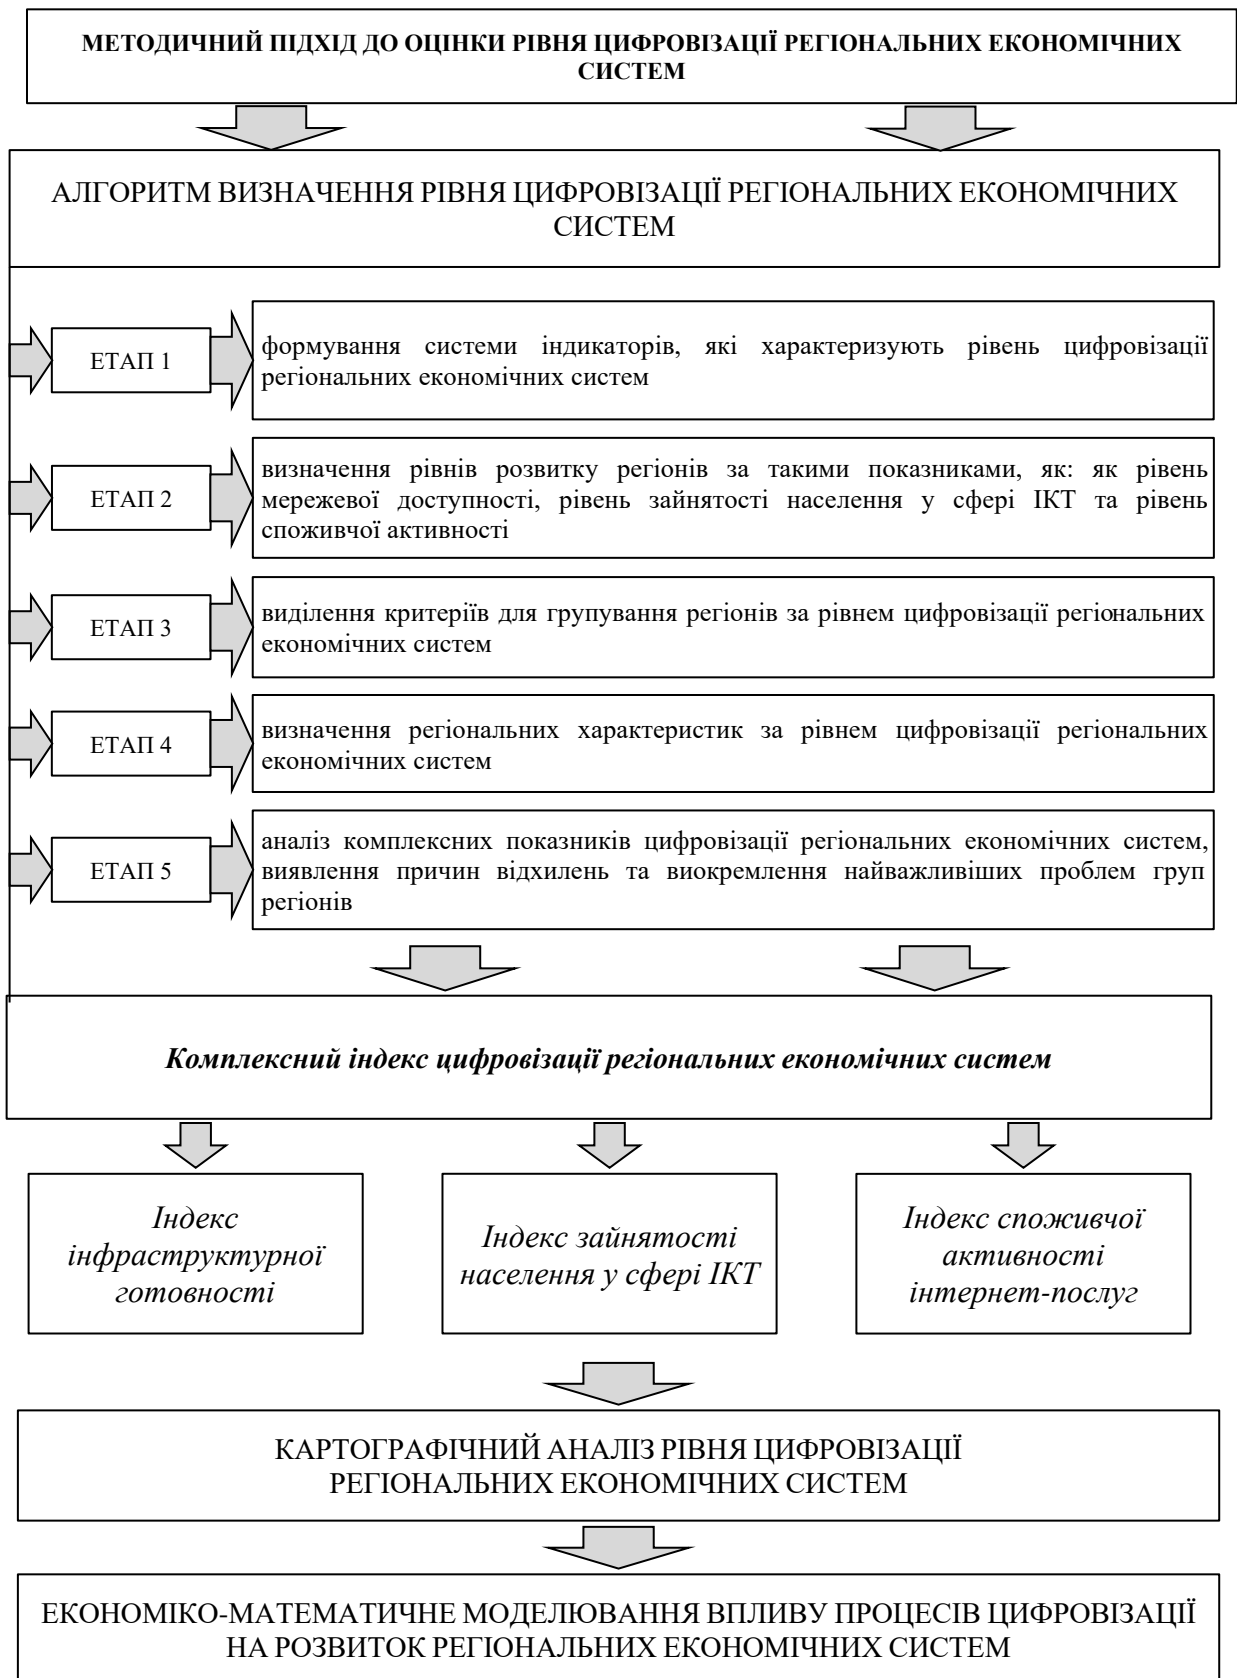 МЕТОДИЧНИЙ ПІДХІД ДО ОЦІНКИ РІВНЯ ЦИФРОВІЗАЦІЇ РЕГІОНАЛЬНИХ ЕКОНОМІЧНИХ
СИСТЕМ
АЛГОРИТМ ВИЗНАЧЕННЯ РІВНЯ ЦИФРОВІЗАЦІЇ РЕГІОНАЛЬНИХ ЕКОНОМІЧНИХ
СИСТЕМ
ЕТАП 1
формування системи індикаторів, які характеризують рівень цифровізації
регіональних економічних систем
ЕТАП 2
визначення рівнів розвитку регіонів за такими показниками, як: як рівень
мережевої доступності, рівень зайнятості населення у сфері ІКТ та рівень
споживчої активності
ЕТАП 3
виділення критеріїв для групування регіонів за рівнем цифровізації регіональних
економічних систем
ЕТАП 4
визначення регіональних характеристик за рівнем цифровізації регіональних
економічних систем
ЕТАП 5
аналіз комплексних показників цифровізації регіональних економічних систем,
виявлення причин відхилень та виокремлення найважливіших проблем груп
регіонів
Комплексний індекс цифровізації регіональних економічних систем
Індекс
інфраструктурної
готовності
Індекс зайнятості
населення у сфері ІКТ
Індекс споживчої
активності
інтернет-послуг
КАРТОГРАФІЧНИЙ АНАЛІЗ РІВНЯ ЦИФРОВІЗАЦІЇ
РЕГІОНАЛЬНИХ ЕКОНОМІЧНИХ СИСТЕМ
ЕКОНОМІКО-МАТЕМАТИЧНЕ МОДЕЛЮВАННЯ ВПЛИВУ ПРОЦЕСІВ ЦИФРОВІЗАЦІЇ
НА РОЗВИТОК РЕГІОНАЛЬНИХ ЕКОНОМІЧНИХ СИСТЕМ